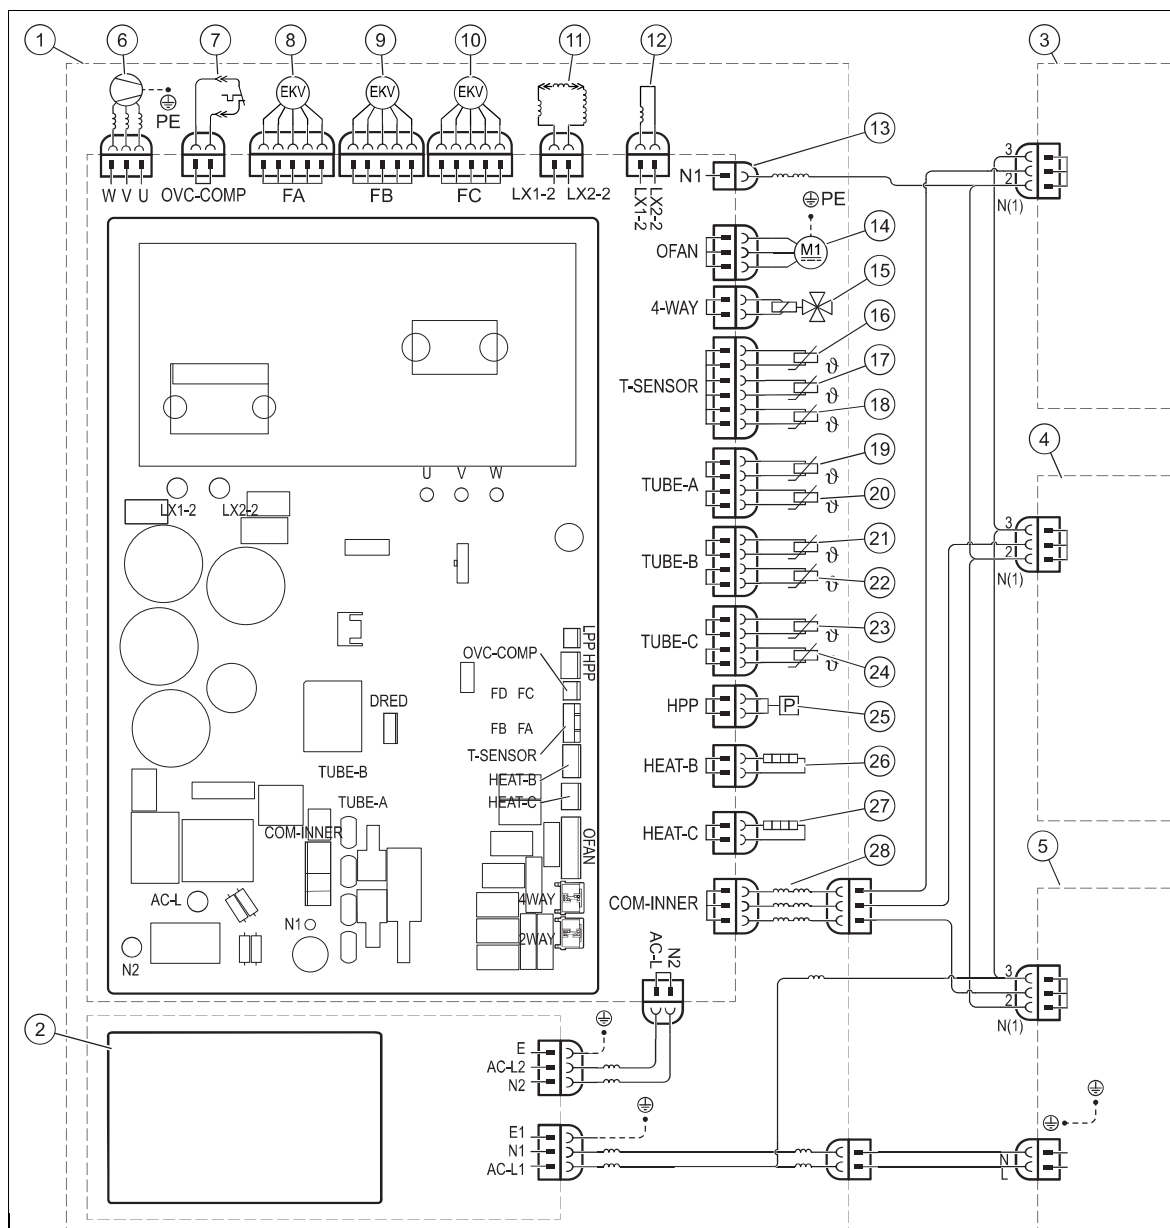 1
6
7
8
9
10
11
12
3
EKV
EKV
EKV
PE
13
W V U
OVC-COMP
FA
FB
FC
LX1-2
LX2-2
LX1-2
LX2-2
N1
3
2
N(1)
PE
OFAN
M1
14
4-WAY
15
16
T-SENSOR
ϑ
17
ϑ
18
ϑ
4
U
V
W
19
TUBE-A
ϑ
20
ϑ
LX1-2
LX2-2
3
2
N(1)
21
TUBE-B
ϑ
22
ϑ
23
TUBE-C
ϑ
24
ϑ
LPP HPP
OVC-COMP
FD FC
DRED
FB FA
T-SENSOR
HPP
P
25
TUBE-B
HEAT-B
HEAT-B
26
TUBE-A
HEAT-C
27
COM-INNER
OFAN
HEAT-C
28
5
AC-L
4WAY
COM-INNER
N1
2WAY
N2
AC-L
N2
3
2
N(1)
2
E
AC-L2
N2
E1
N1
AC-L1
N
L